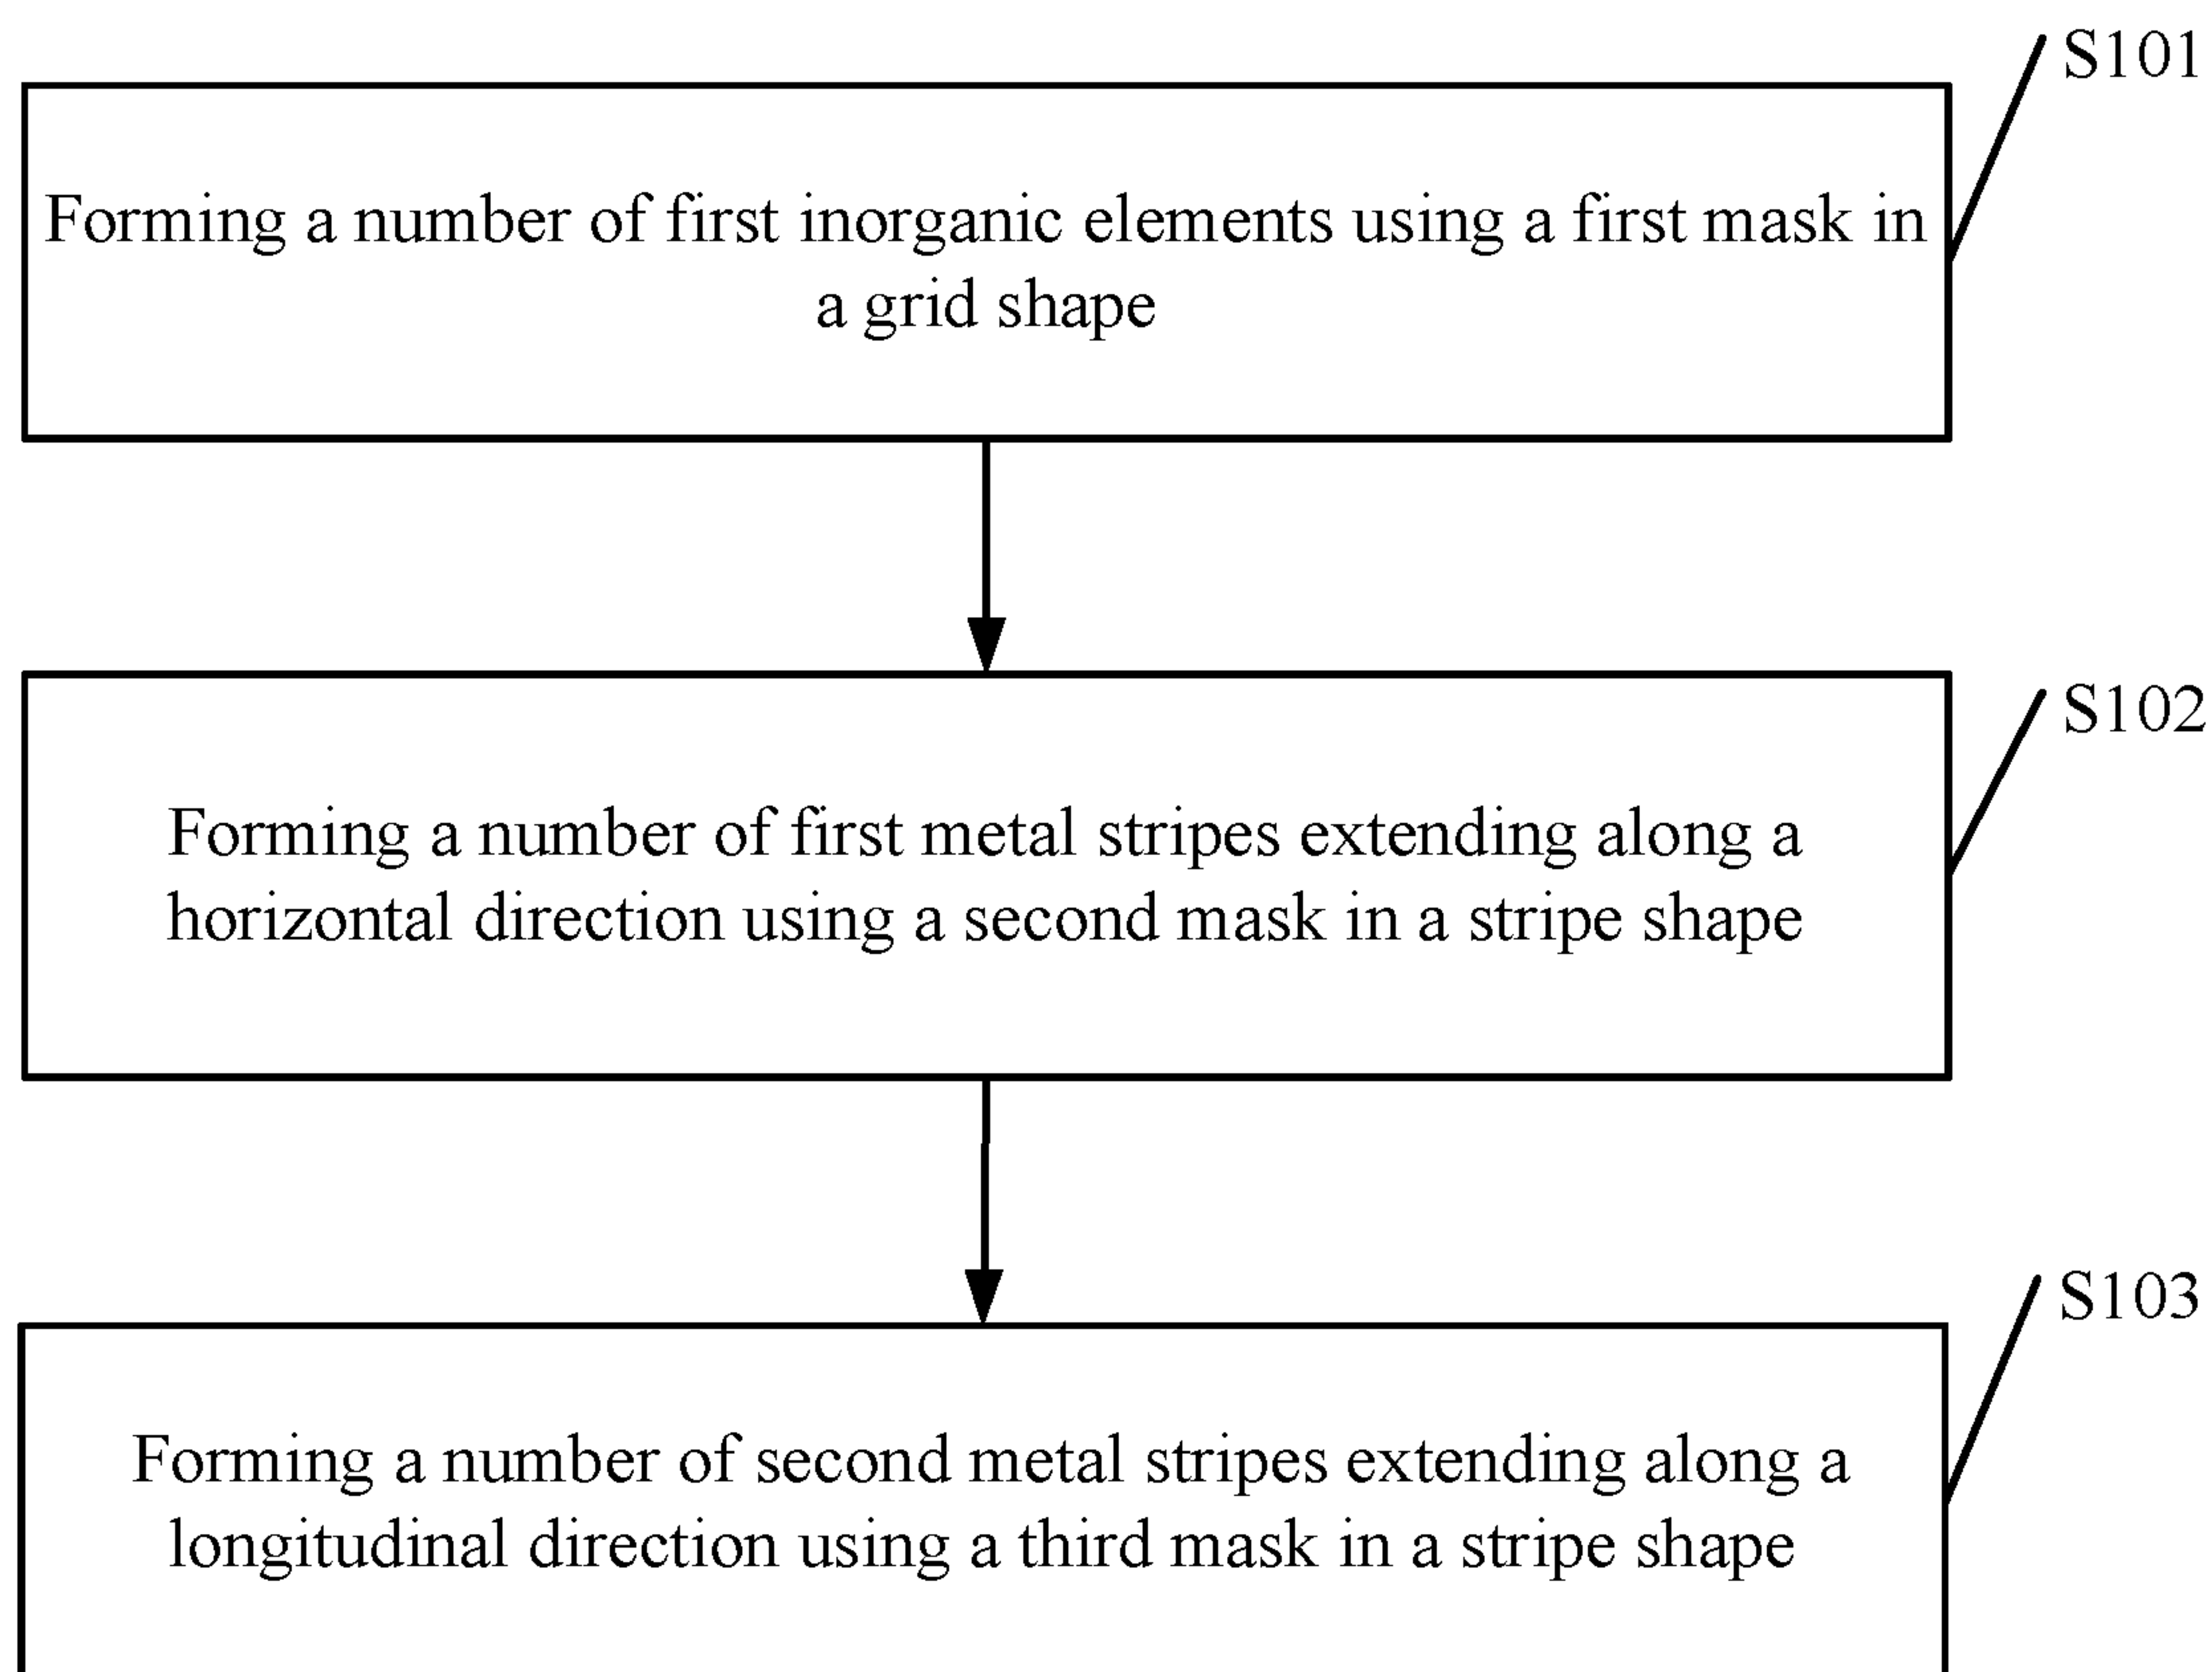 S101
Forming a number of first inorganic elements using a first mask in
a grid shape
S102
Forming a number of first metal stripes extending along a
horizontal direction using a second mask in a stripe shape
S103
Forming a number of second metal stripes extending along a
longitudinal direction using a third mask in a stripe shape